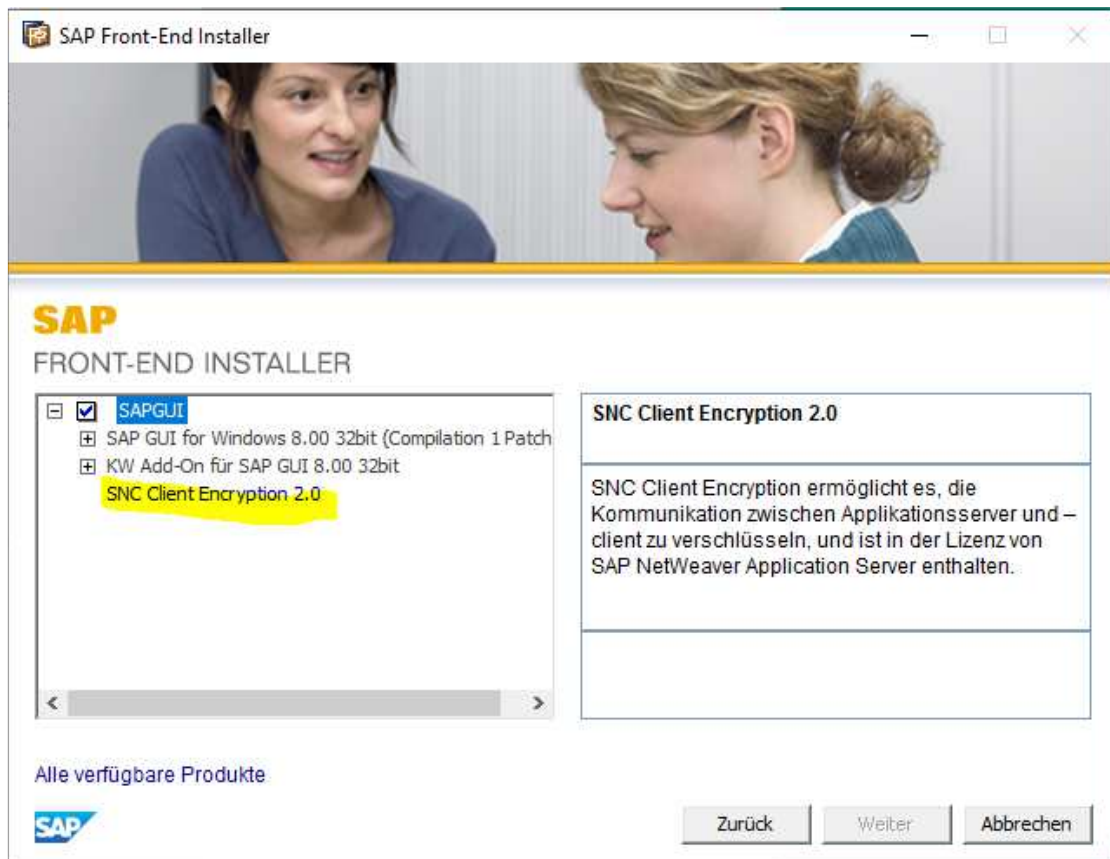 SAP Front-End Installer
SAP
FRONT-END INSTALLER
SAPGUI
SAP GUI for Windows 8.00 32bit (Compilation 1 Patch
KW Add-On für SAP GUI 8.00 32bit
SNC Client Encryption 2.0
SNC Client Encryption 2.0
SNC Client Encryption ermöglicht es, die
Kommunikation zwischen Applikationsserver und –
client zu verschlüsseln, und ist in der Lizenz von
SAP NetWeaver Application Server enthalten.
Alle verfügbare Produkte
SAP
Zurück
Weiter
Abbrechen